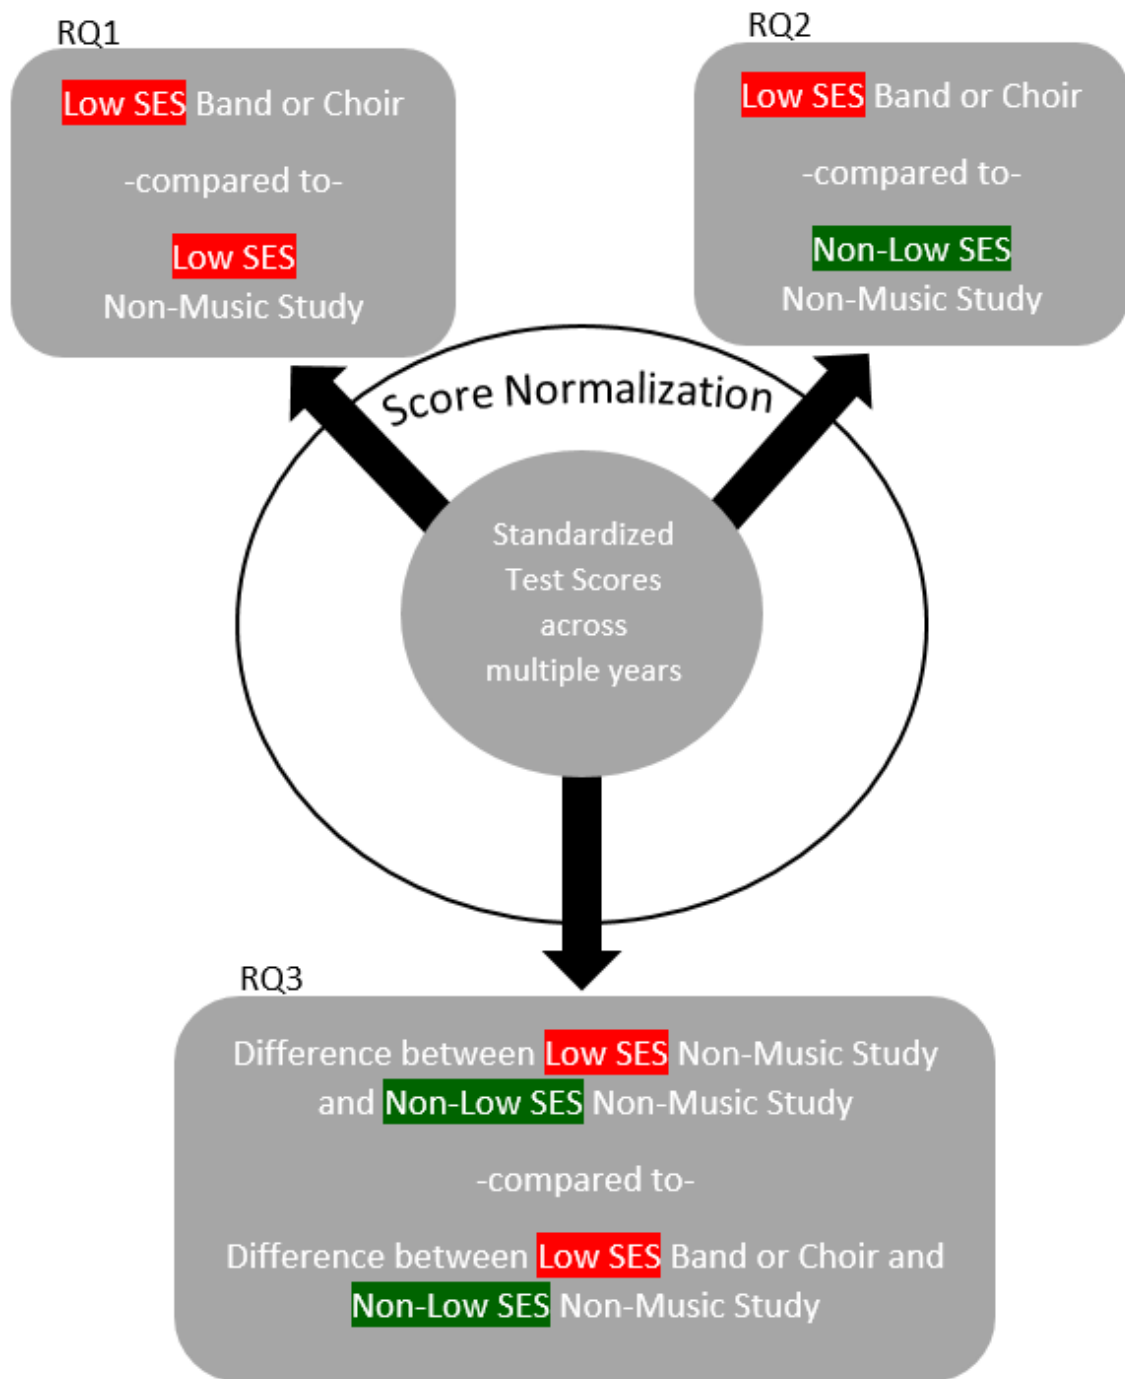 RQ1
Low SES Band or Choir
-compared to-
Low SES
Non-Music Study
RQ2
Low SES Band or Choir
-compared to-
Non-Low SES
Non-Music Study
Score Normalization
Standardized
Test Scores
across
multiple years
RQ3
Difference between Low SES Non-Music Study
and Non-Low SES Non-Music Study
-compared to-
Difference between Low SES Band or Choir and
Non-Low SES Non-Music Study